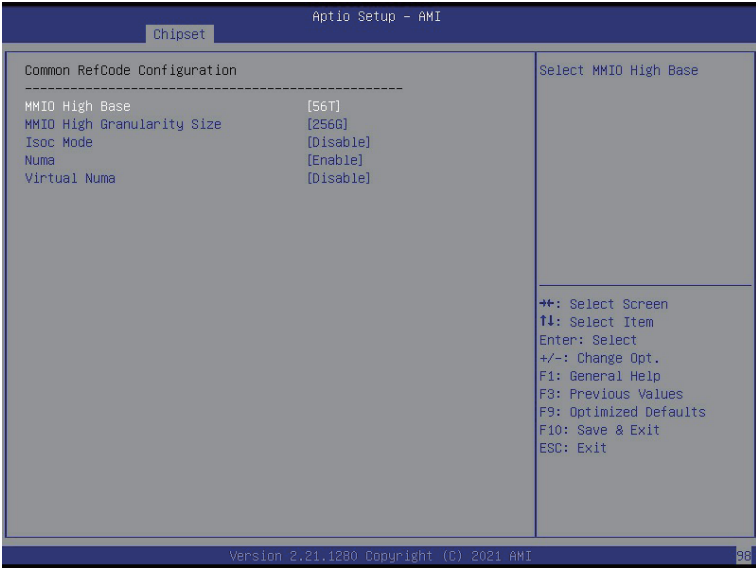 Aptio Setup – AMI
Chipset
Common RefCode Configuration
--------------------------------------------------
MMIO High Base [56T]
MMIO High Granularity Size [256G]
Isoc Mode [Disable]
Numa [Enable]
Virtual Numa [Disable]
Select MMIO High Base
→←: Select Screen
↑↓: Select Item
Enter: Select
+/-: Change Opt.
F1: General Help
F3: Previous Values
F9: Optimized Defaults
F10: Save & Exit
ESC: Exit
Version 2.21.1280 Copyright (C) 2021 AMI
98